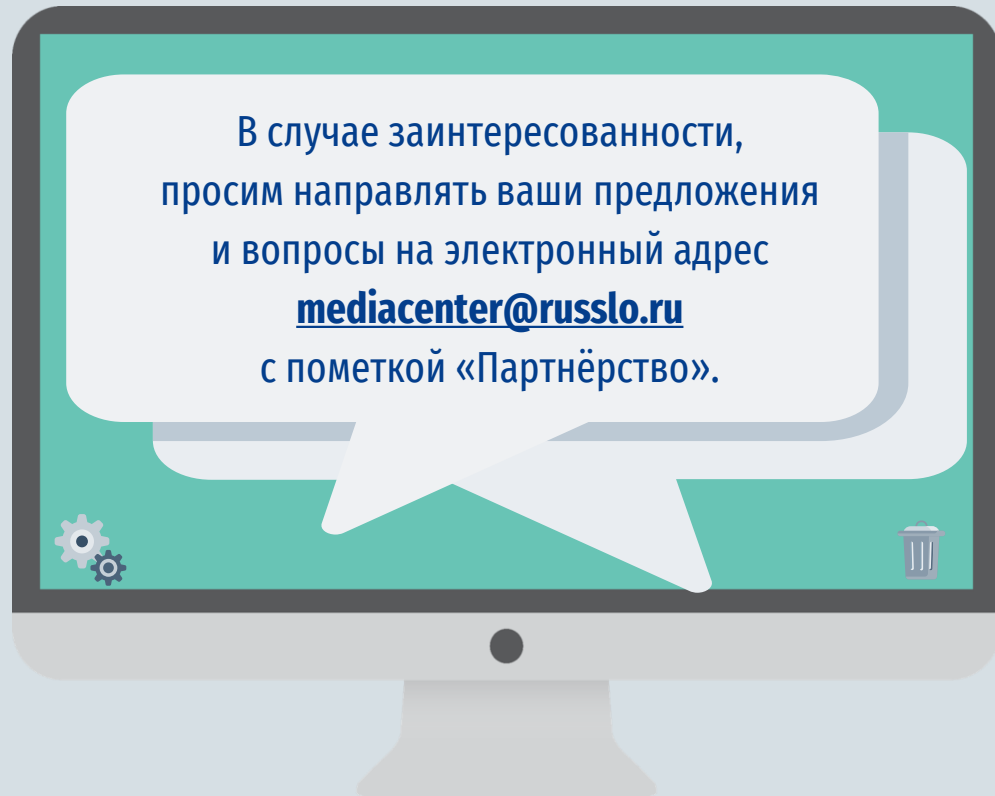 В случае заинтересованности,
просим направлять ваши предложения
и вопросы на электронный адрес
mediacenter@russlo.ru
с пометкой «Партнёрство».